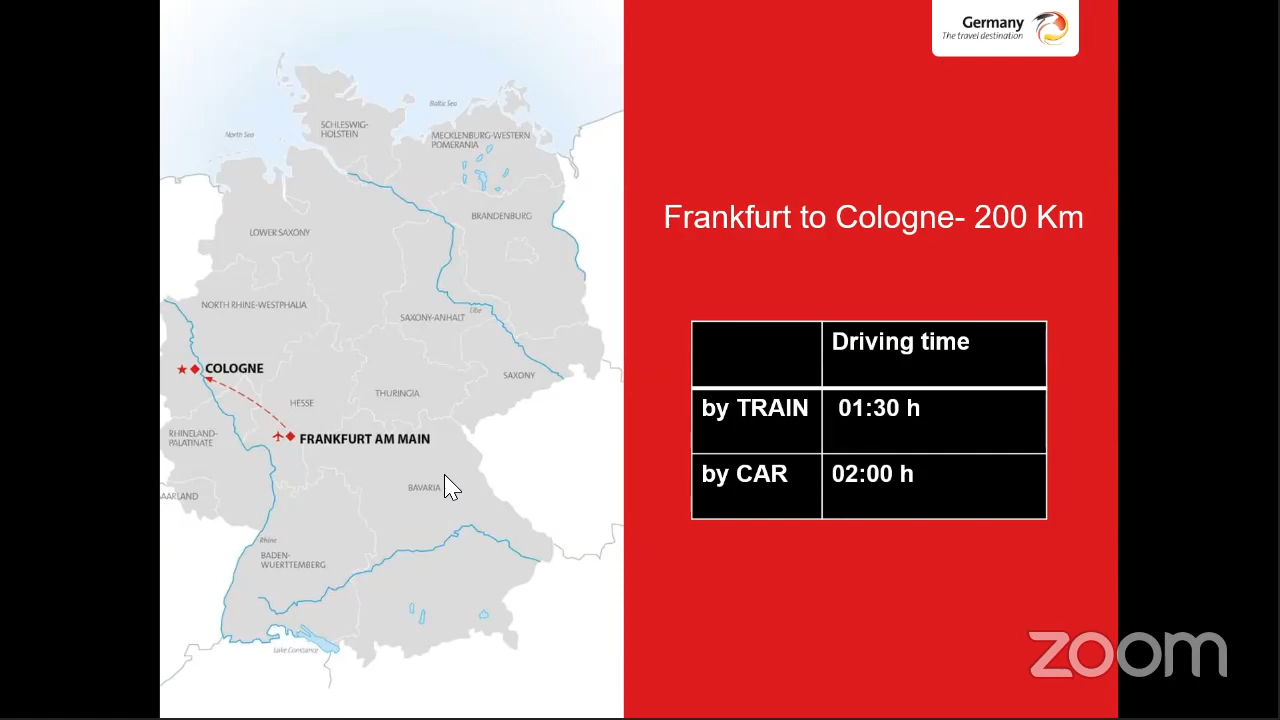 Germany
The travel destination
Baltic Sea
North Sea
SCHLESWIG-
HOLSTEIN
MECKLENBURG-WESTERN
POMERANIA
BRANDENBURG
LOWER SAXONY
NORTH RHINE-WESTPHALIA
SAXONY-ANHALT
Elbe
COLOGNE
SAXONY
THURINGIA
HESSE
RHINELAND-
PALATINATE
FRANKFURT AM MAIN
BAVARIA
SAARLAND
Rhine
BADEN-
WUERTTEMBERG
Lake Constance
Frankfurt to Cologne- 200 Km
Driving time
by TRAIN 01:30 h
by CAR 02:00 h
zoom